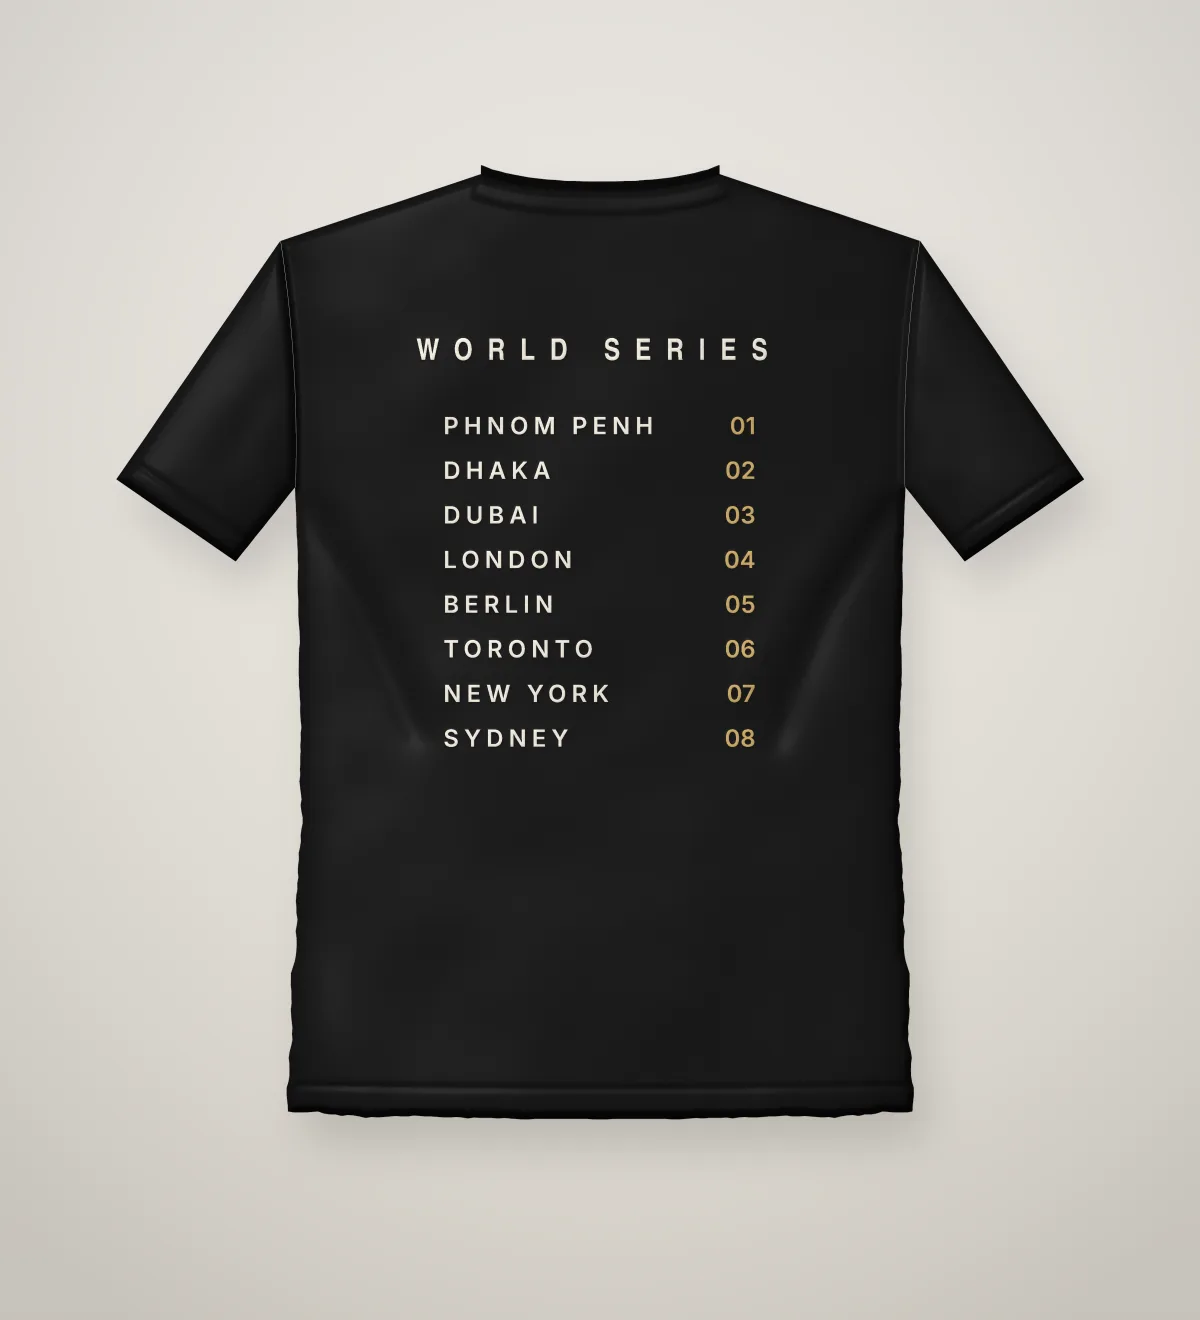 WORLD SERIES
PHNOM PENH 01
DHAKA 02
DUBAI 03
LONDON 04
BERLIN 05
TORONTO 06
NEW YORK 07
SYDNEY 08